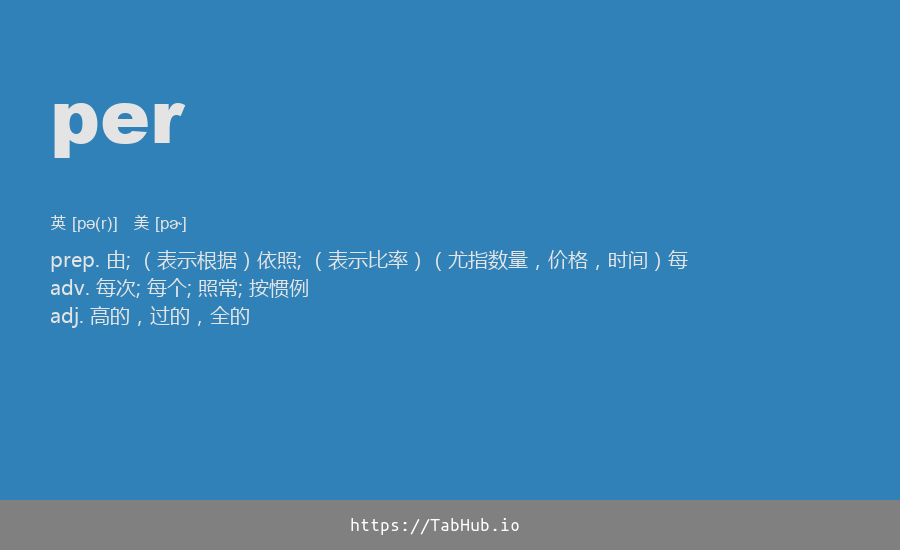 per
英 [pə(r)] 美 [pɚ]
prep. 由; （表示根据）依照; （表示比率）（尤指数量，价格，时间）每
adv. 每次; 每个; 照常; 按惯例
adj. 高的，过的，全的
https://TabHub.io